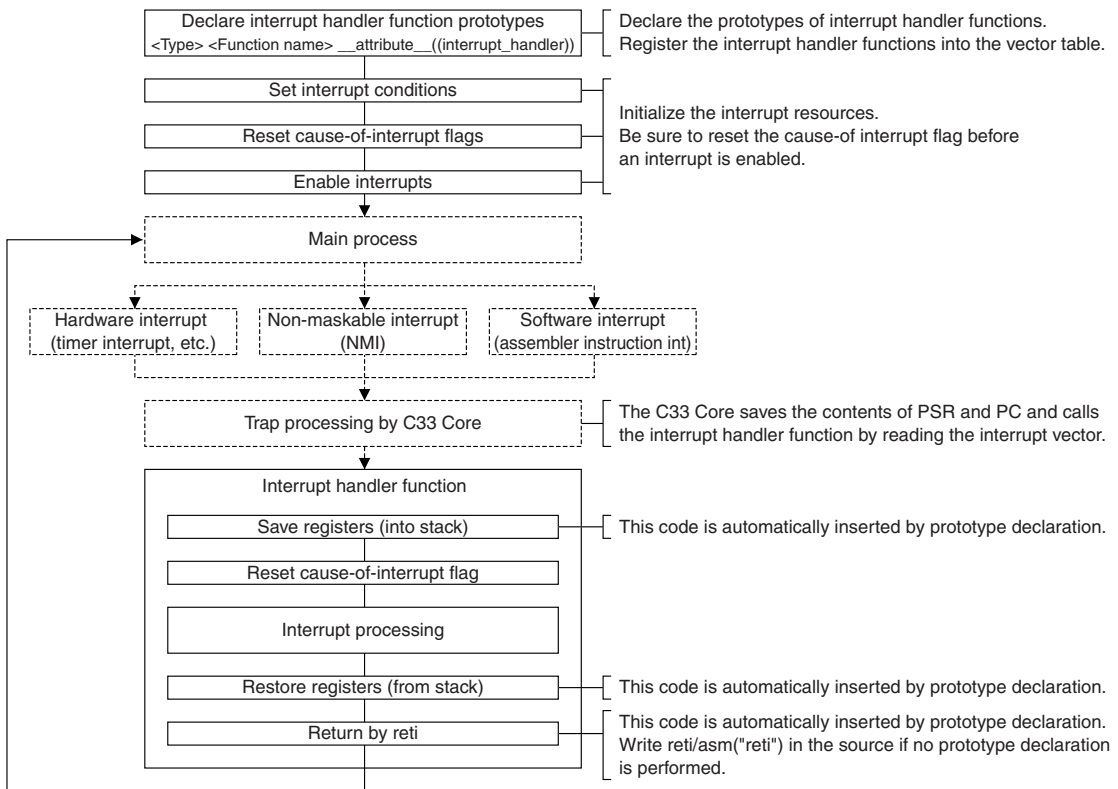 Declare interrupt handler function prototypes
<Type> <Function name> __attribute__((interrupt_handler))
Declare the prototypes of interrupt handler functions.
Register the interrupt handler functions into the vector table.
Set interrupt conditions
Reset cause-of-interrupt flags
Enable interrupts
Initialize the interrupt resources.
Be sure to reset the cause-of interrupt flag before
an interrupt is enabled.
Main process
Hardware interrupt
(timer interrupt, etc.)
Non-maskable interrupt
(NMI)
Software interrupt
(assembler instruction int)
Trap processing by C33 Core
The C33 Core saves the contents of PSR and PC and calls
the interrupt handler function by reading the interrupt vector.
Interrupt handler function
Save registers (into stack)
This code is automatically inserted by prototype declaration.
Reset cause-of-interrupt flag
Interrupt processing
Restore registers (from stack)
This code is automatically inserted by prototype declaration.
Return by reti
This code is automatically inserted by prototype declaration.
Write reti/asm("reti") in the source if no prototype declaration
is performed.